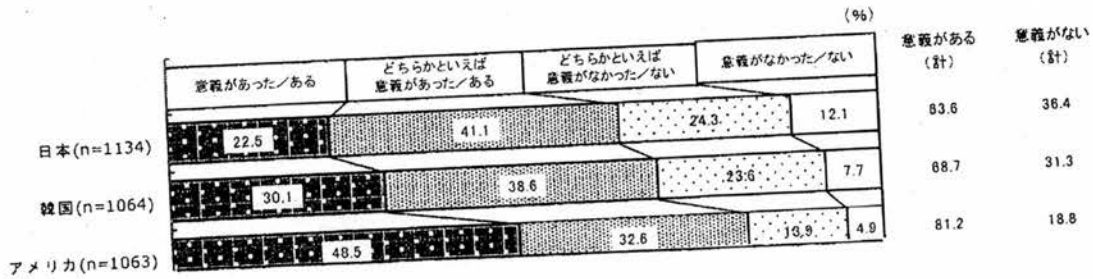 (%)
意義があった／ある
どちらかといえば
意義があった／ある
どちらかといえば
意義がなかった／ない
意義がなかった／ない
意義がある
(計)
意義がない
(計)
日本(n=1134) 22.5 41.1 24.3 12.1 63.6 36.4
韓国(n=1064) 30.1 38.6 23.6 7.7 68.7 31.3
アメリカ(n=1063) 48.5 32.6 13.9 4.9 81.2 18.8